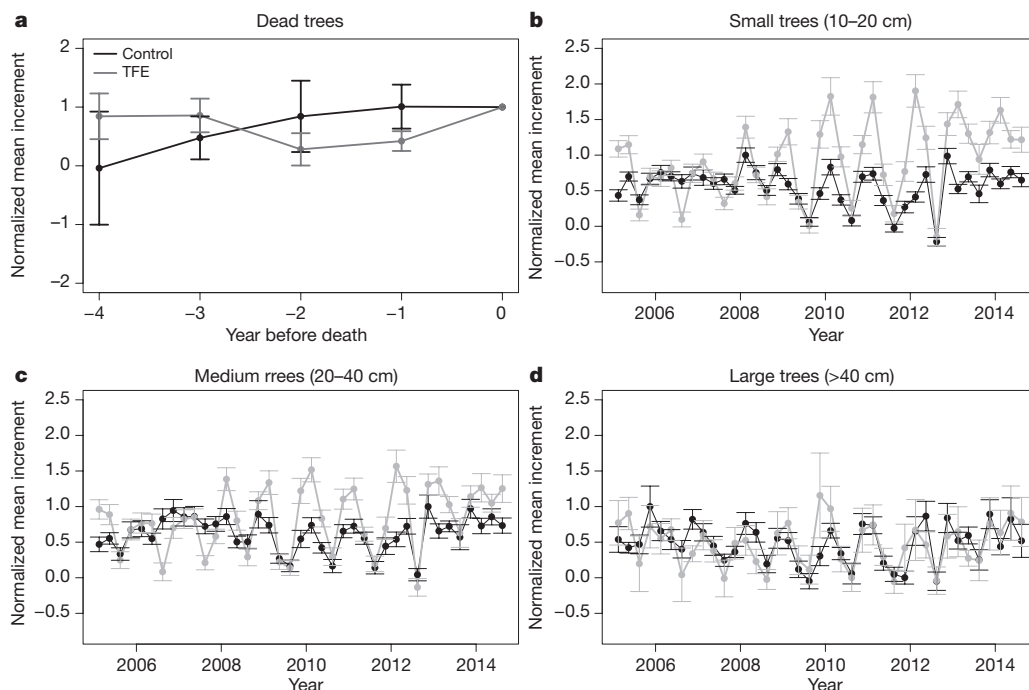 a
Dead trees
Normalized mean increment
2
1
0
−1
−2
Control
TFE
−4
−3
−2
−1
0
Year before death
b
Small trees (10–20 cm)
Normalized mean increment
2.5
2.0
1.5
1.0
0.5
0.0
−0.5
2006
2008
2010
2012
2014
Year
c
Medium rrees (20–40 cm)
Normalized mean increment
2.5
2.0
1.5
1.0
0.5
0.0
−0.5
2006
2008
2010
2012
2014
Year
d
Large trees (>40 cm)
Normalized mean increment
2.5
2.0
1.5
1.0
0.5
0.0
−0.5
2006
2008
2010
2012
2014
Year